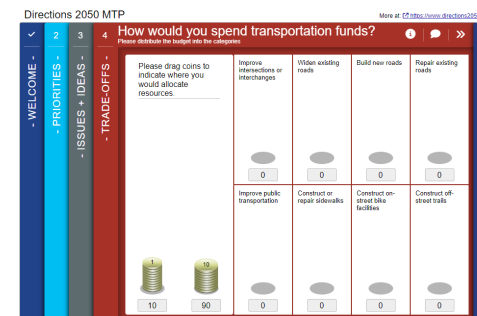 Directions 2050 MTP
More at: https://www.directions205
- WELCOME -
2
- PRIORITIES -
3
- ISSUES + IDEAS -
4
- TRADE-OFFS -
How would you spend transportation funds?
Please distribute the budget into the categories
Please drag coins to
indicate where you
would allocate
resources.
1
10
10
90
Improve
intersections or
interchanges
0
Widen existing
roads
0
Build new roads
0
Repair existing
roads
0
Improve public
transportation
0
Construct or
repair sidewalks
0
Construct on-
street bike
facilities
0
Construct off-
street trails
0